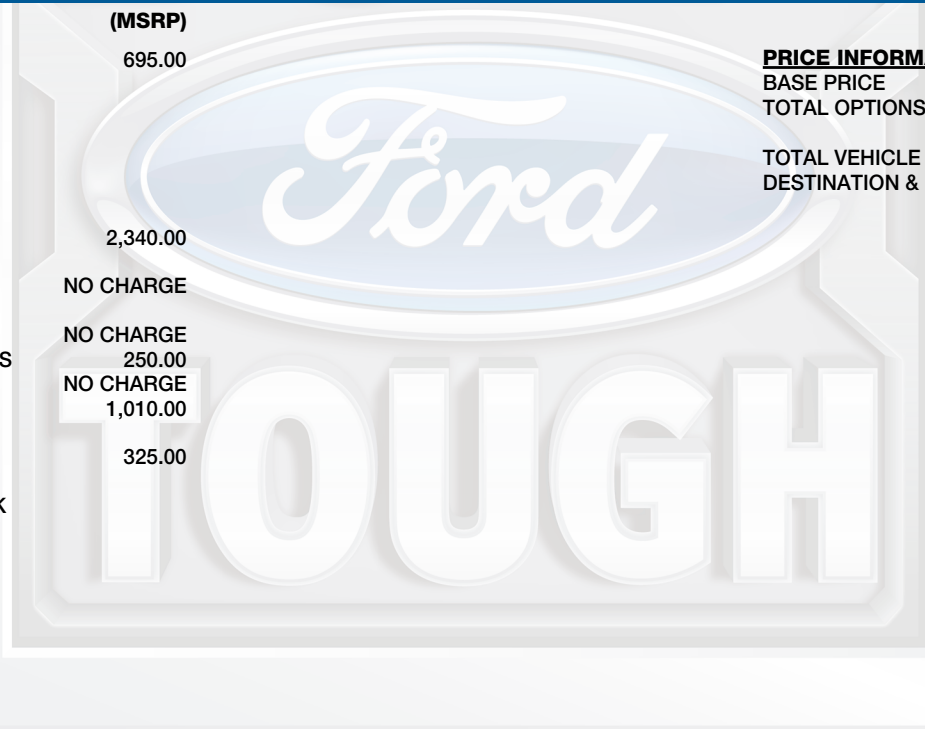 (MSRP)
695.00
PRICE INFORM
BASE PRICE
TOTAL OPTIONS
TOTAL VEHICLE
DESTINATION &
2,340.00
NO CHARGE
NO CHARGE
S 250.00
NO CHARGE
1,010.00
325.00
K
Ford
TOUGH